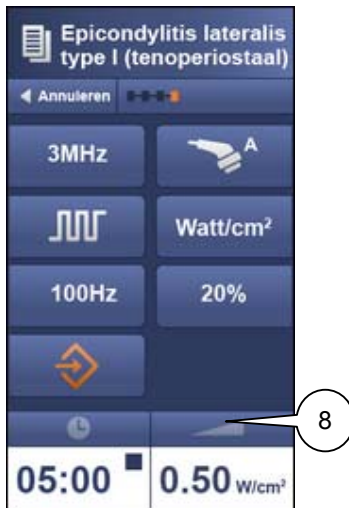 Epicondylitis lateralis
type I (tenoperiostaal)
Annuleren
3MHz
A
Watt/cm²
100Hz
20%
8
05:00
0.50 W/cm²